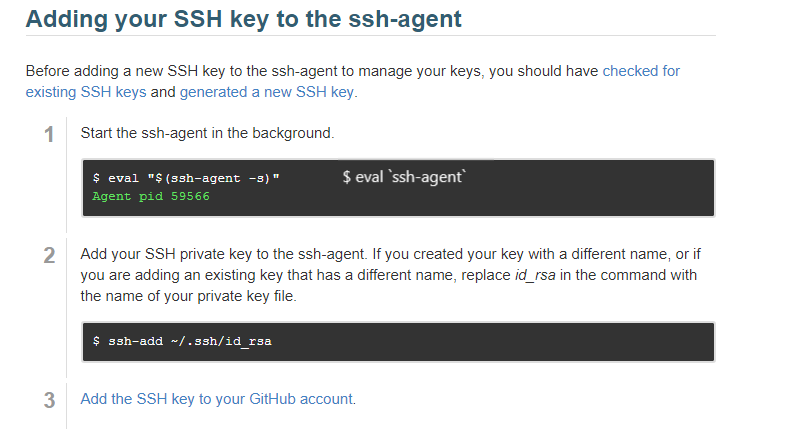 Adding your SSH key to the ssh-agent
Before adding a new SSH key to the ssh-agent to manage your keys, you should have checked for
existing SSH keys and generated a new SSH key.
1 Start the ssh-agent in the background.
$ eval "$(ssh-agent -s)" $ eval `ssh-agent`
Agent pid 59566
2 Add your SSH private key to the ssh-agent. If you created your key with a different name, or if
you are adding an existing key that has a different name, replace id_rsa in the command with
the name of your private key file.
$ ssh-add ~/.ssh/id_rsa
3 Add the SSH key to your GitHub account.